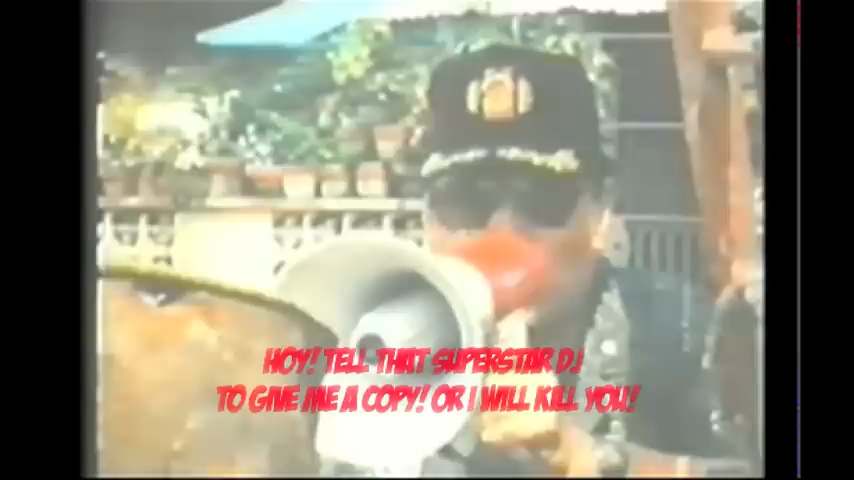 HOY! TELL THAT SUPERSTAR DJ
TO GIVE ME A COPY! OR I WILL KILL YOU!